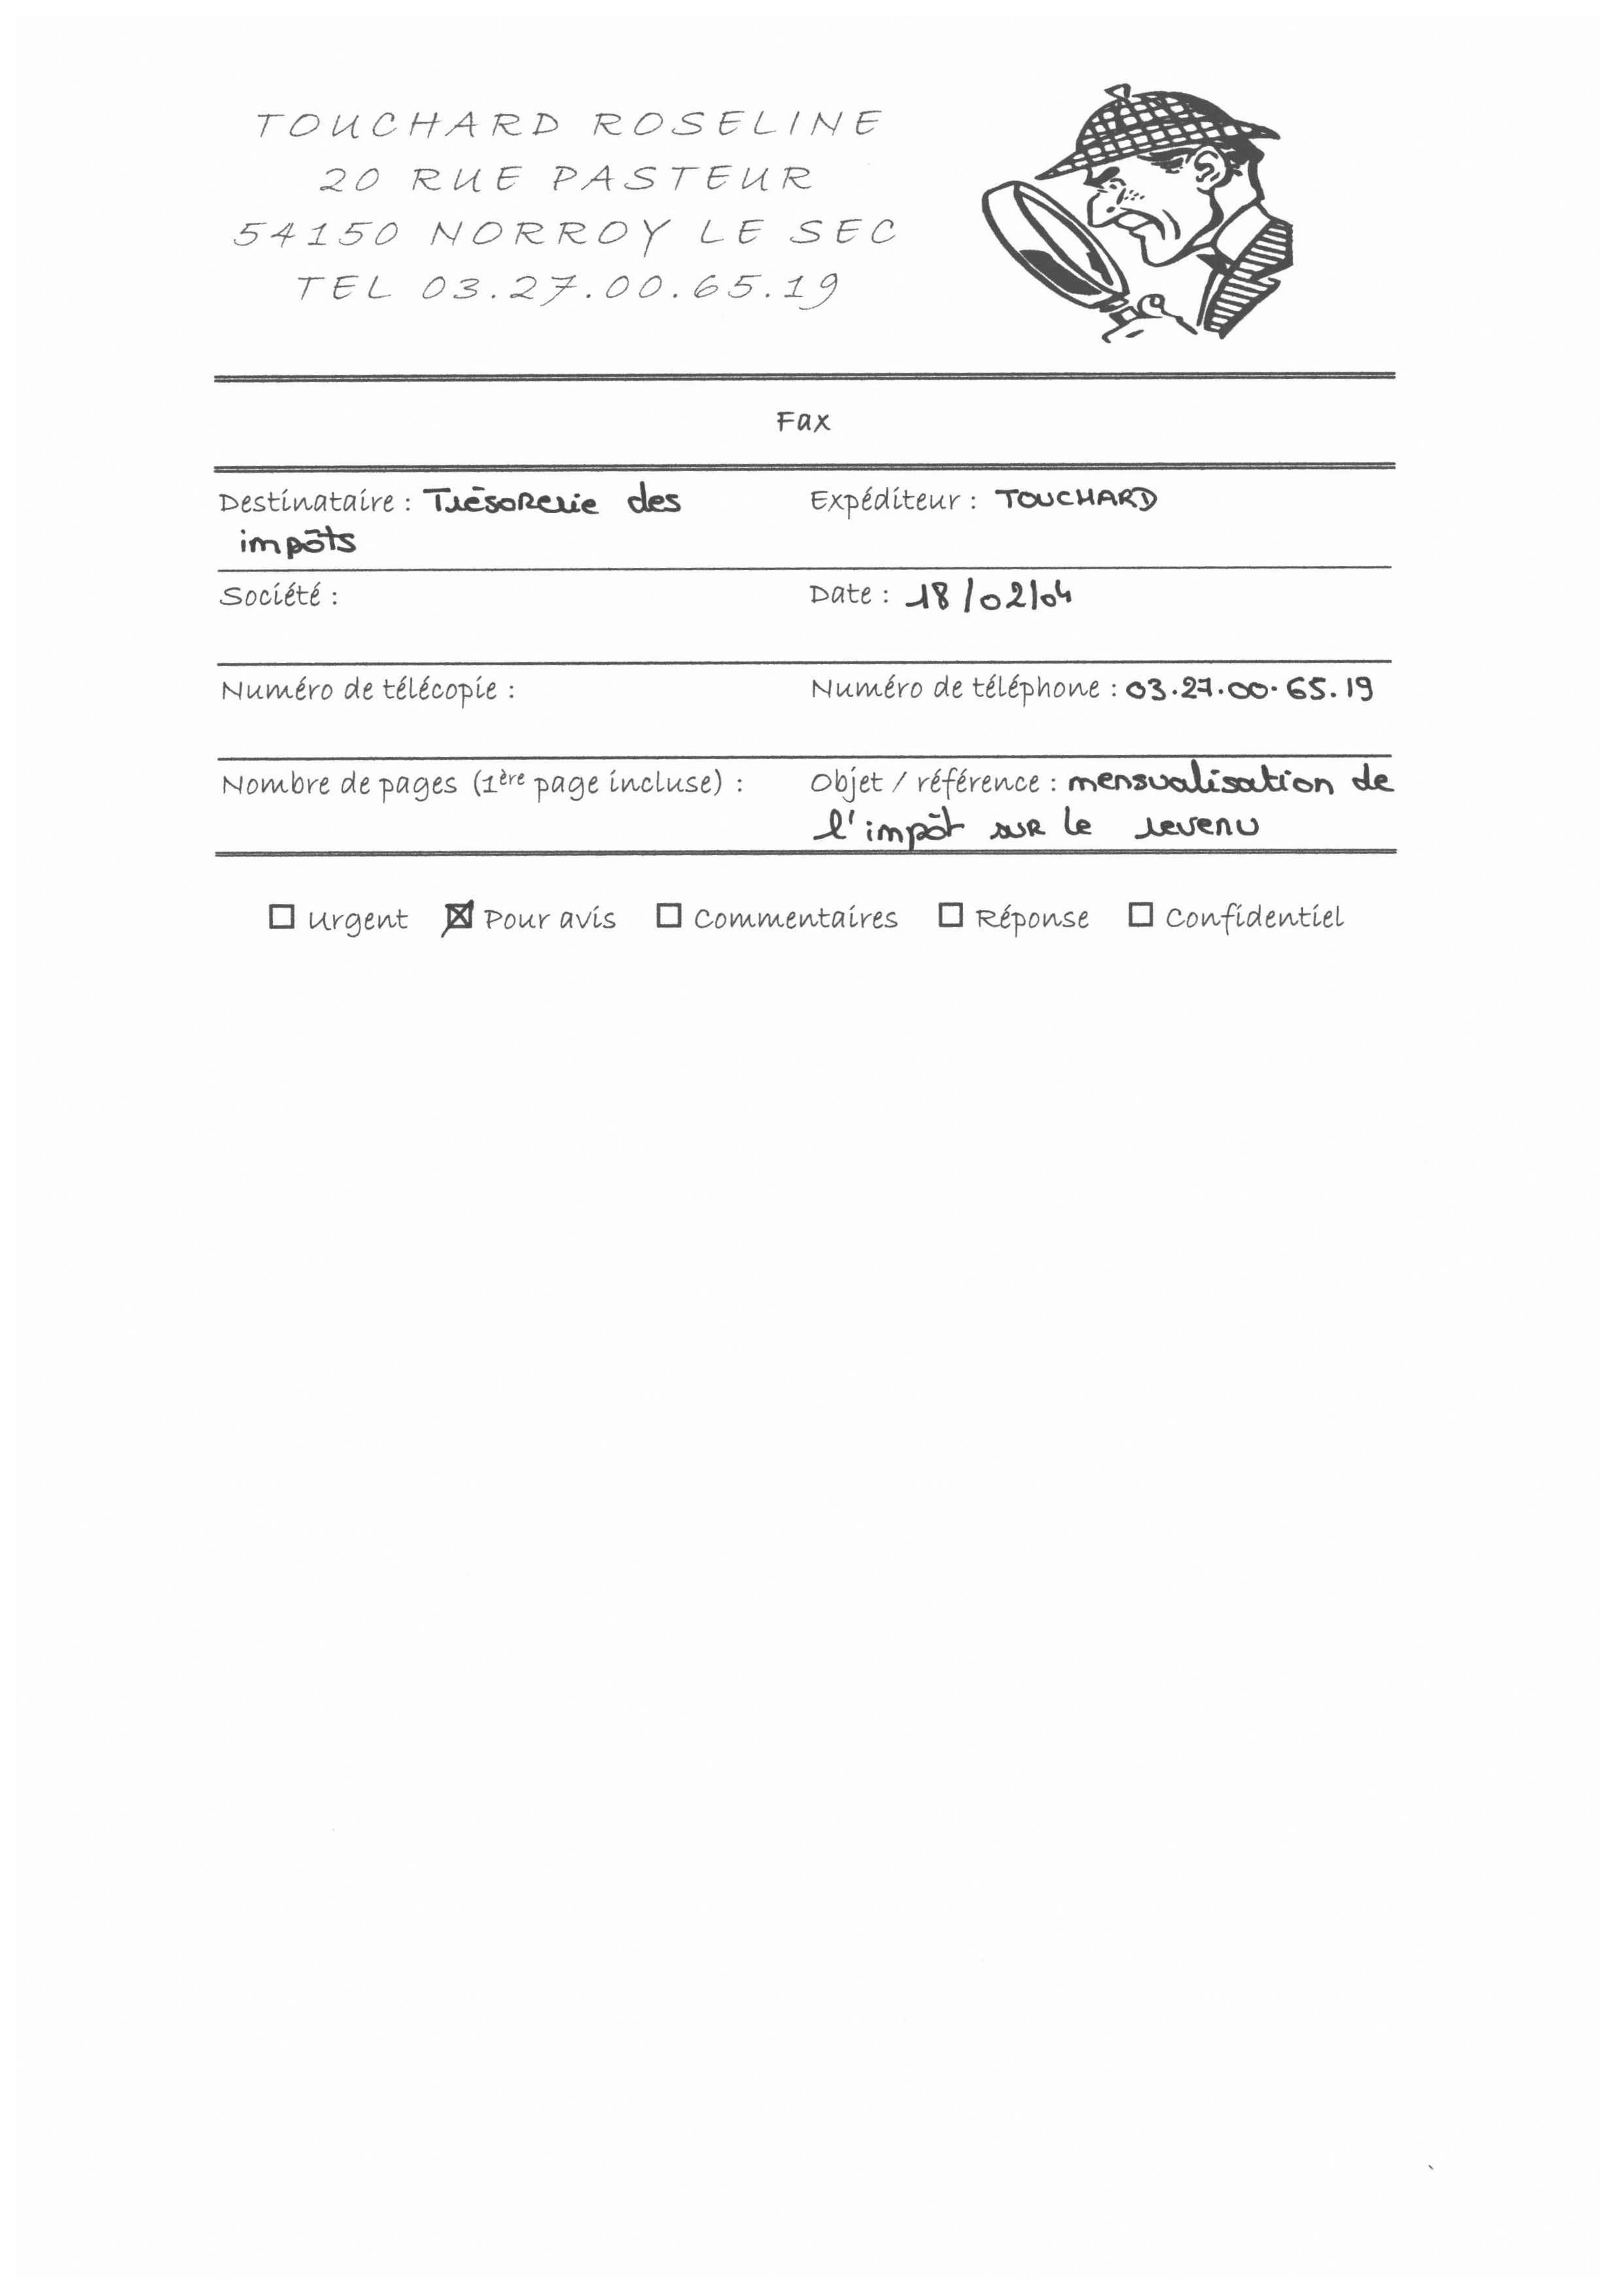 TOUCHARD ROSELINE
20 RUE PASTEUR
54150 NORROY LE SEC
TEL 03.27.00.65.19
Fax
Destinataire : Trésorerie des
impôts
Expéditeur : TOUCHARD
Société :
Date : 18/02/04
Numéro de télécopie :
Numéro de téléphone : 03.27.00.65.19
Nombre de pages (1ère page incluse) :
Objet / référence : mensualisation de
l'impôt sur le revenu
Urgent Pour avis Commentaires Réponse Confidentiel